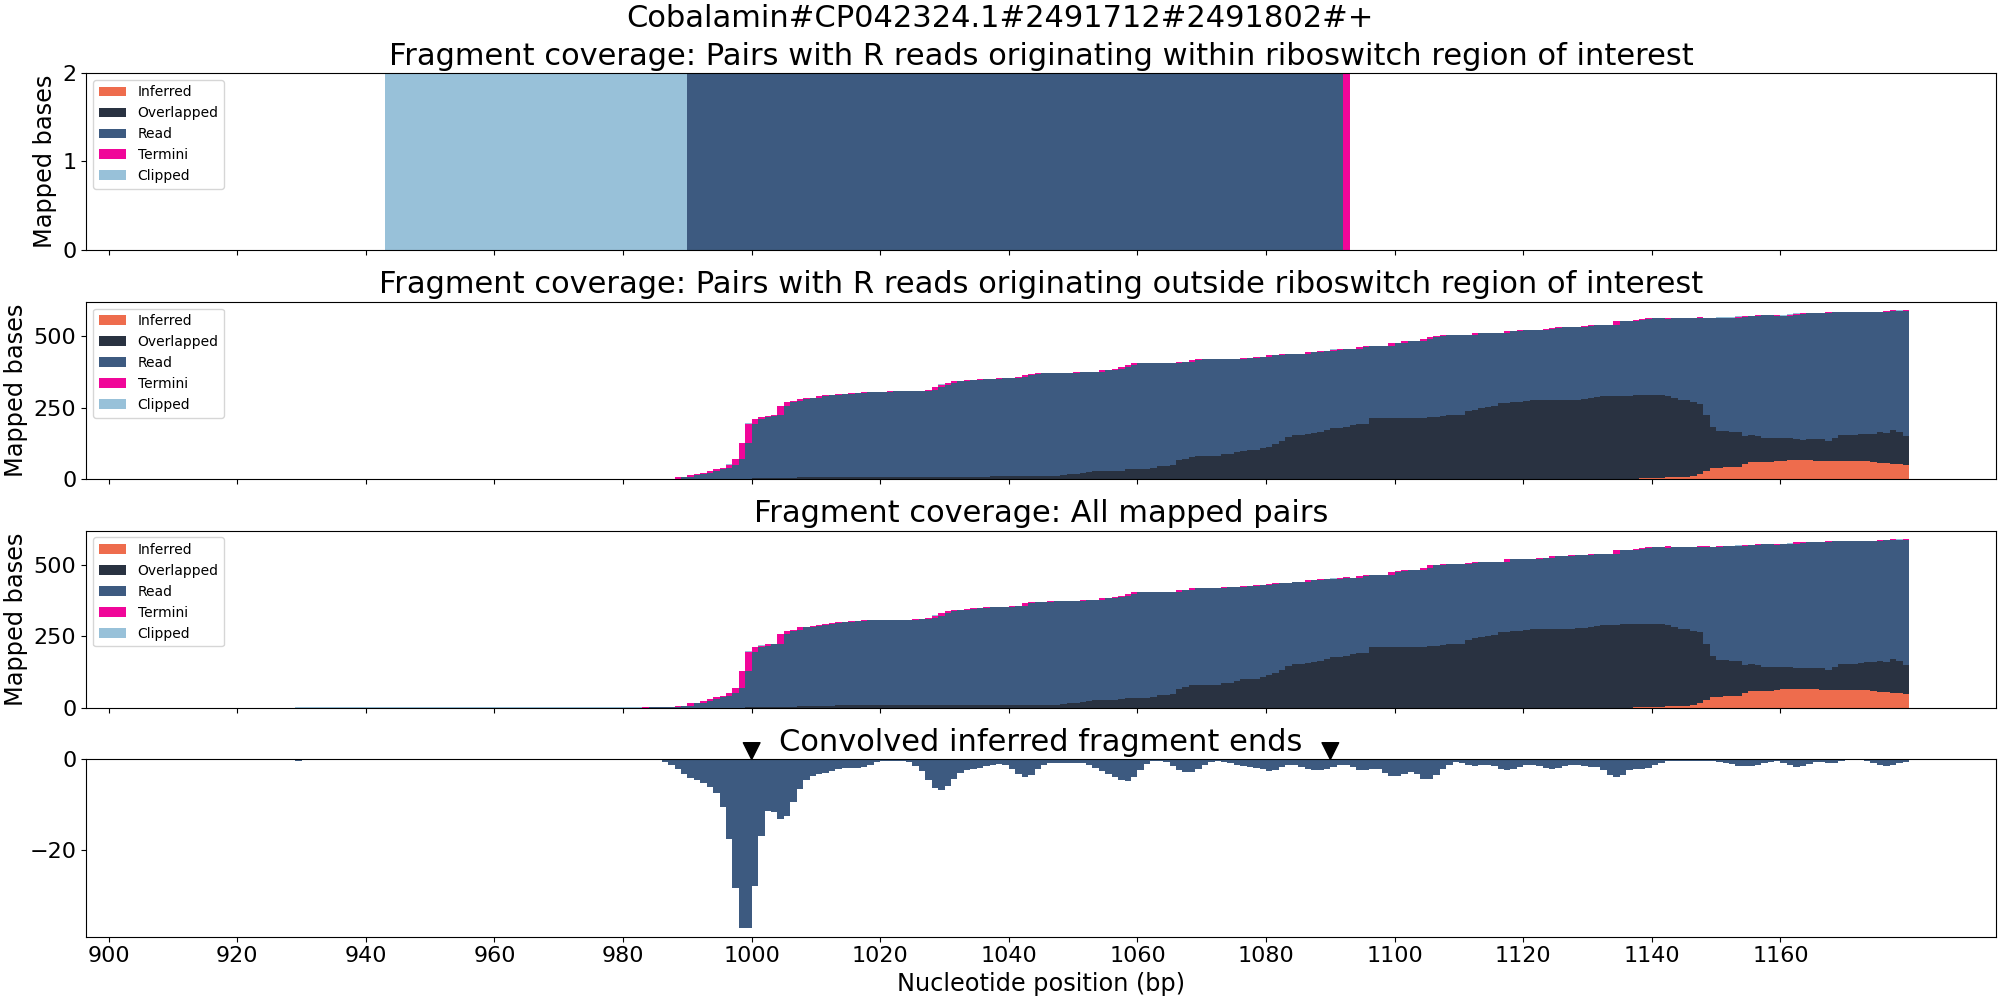 Cobalamin#CP042324.1#2491712#2491802#+
Fragment coverage: Pairs with R reads originating within riboswitch region of interest
Mapped bases
2
1
0
Inferred
Overlapped
Read
Termini
Clipped
Fragment coverage: Pairs with R reads originating outside riboswitch region of interest
Mapped bases
500
250
0
Inferred
Overlapped
Read
Termini
Clipped
Fragment coverage: All mapped pairs
Mapped bases
500
250
0
Inferred
Overlapped
Read
Termini
Clipped
Convolved inferred fragment ends
0
−20
900 920 940 960 980 1000 1020 1040 1060 1080 1100 1120 1140 1160
Nucleotide position (bp)